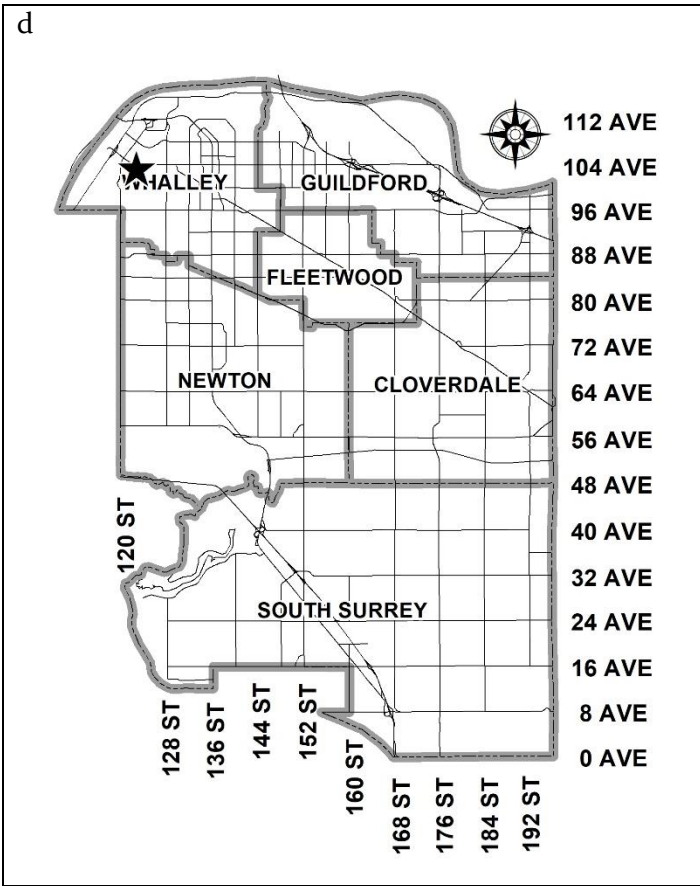 d
112 AVE
104 AVE
WHALLEY
GUILDFORD
96 AVE
88 AVE
FLEETWOOD
80 AVE
72 AVE
NEWTON
CLOVERDALE
64 AVE
56 AVE
48 AVE
120 ST
40 AVE
32 AVE
SOUTH SURREY
24 AVE
16 AVE
128 ST
136 ST
144 ST
152 ST
160 ST
8 AVE
0 AVE
168 ST
176 ST
184 ST
192 ST